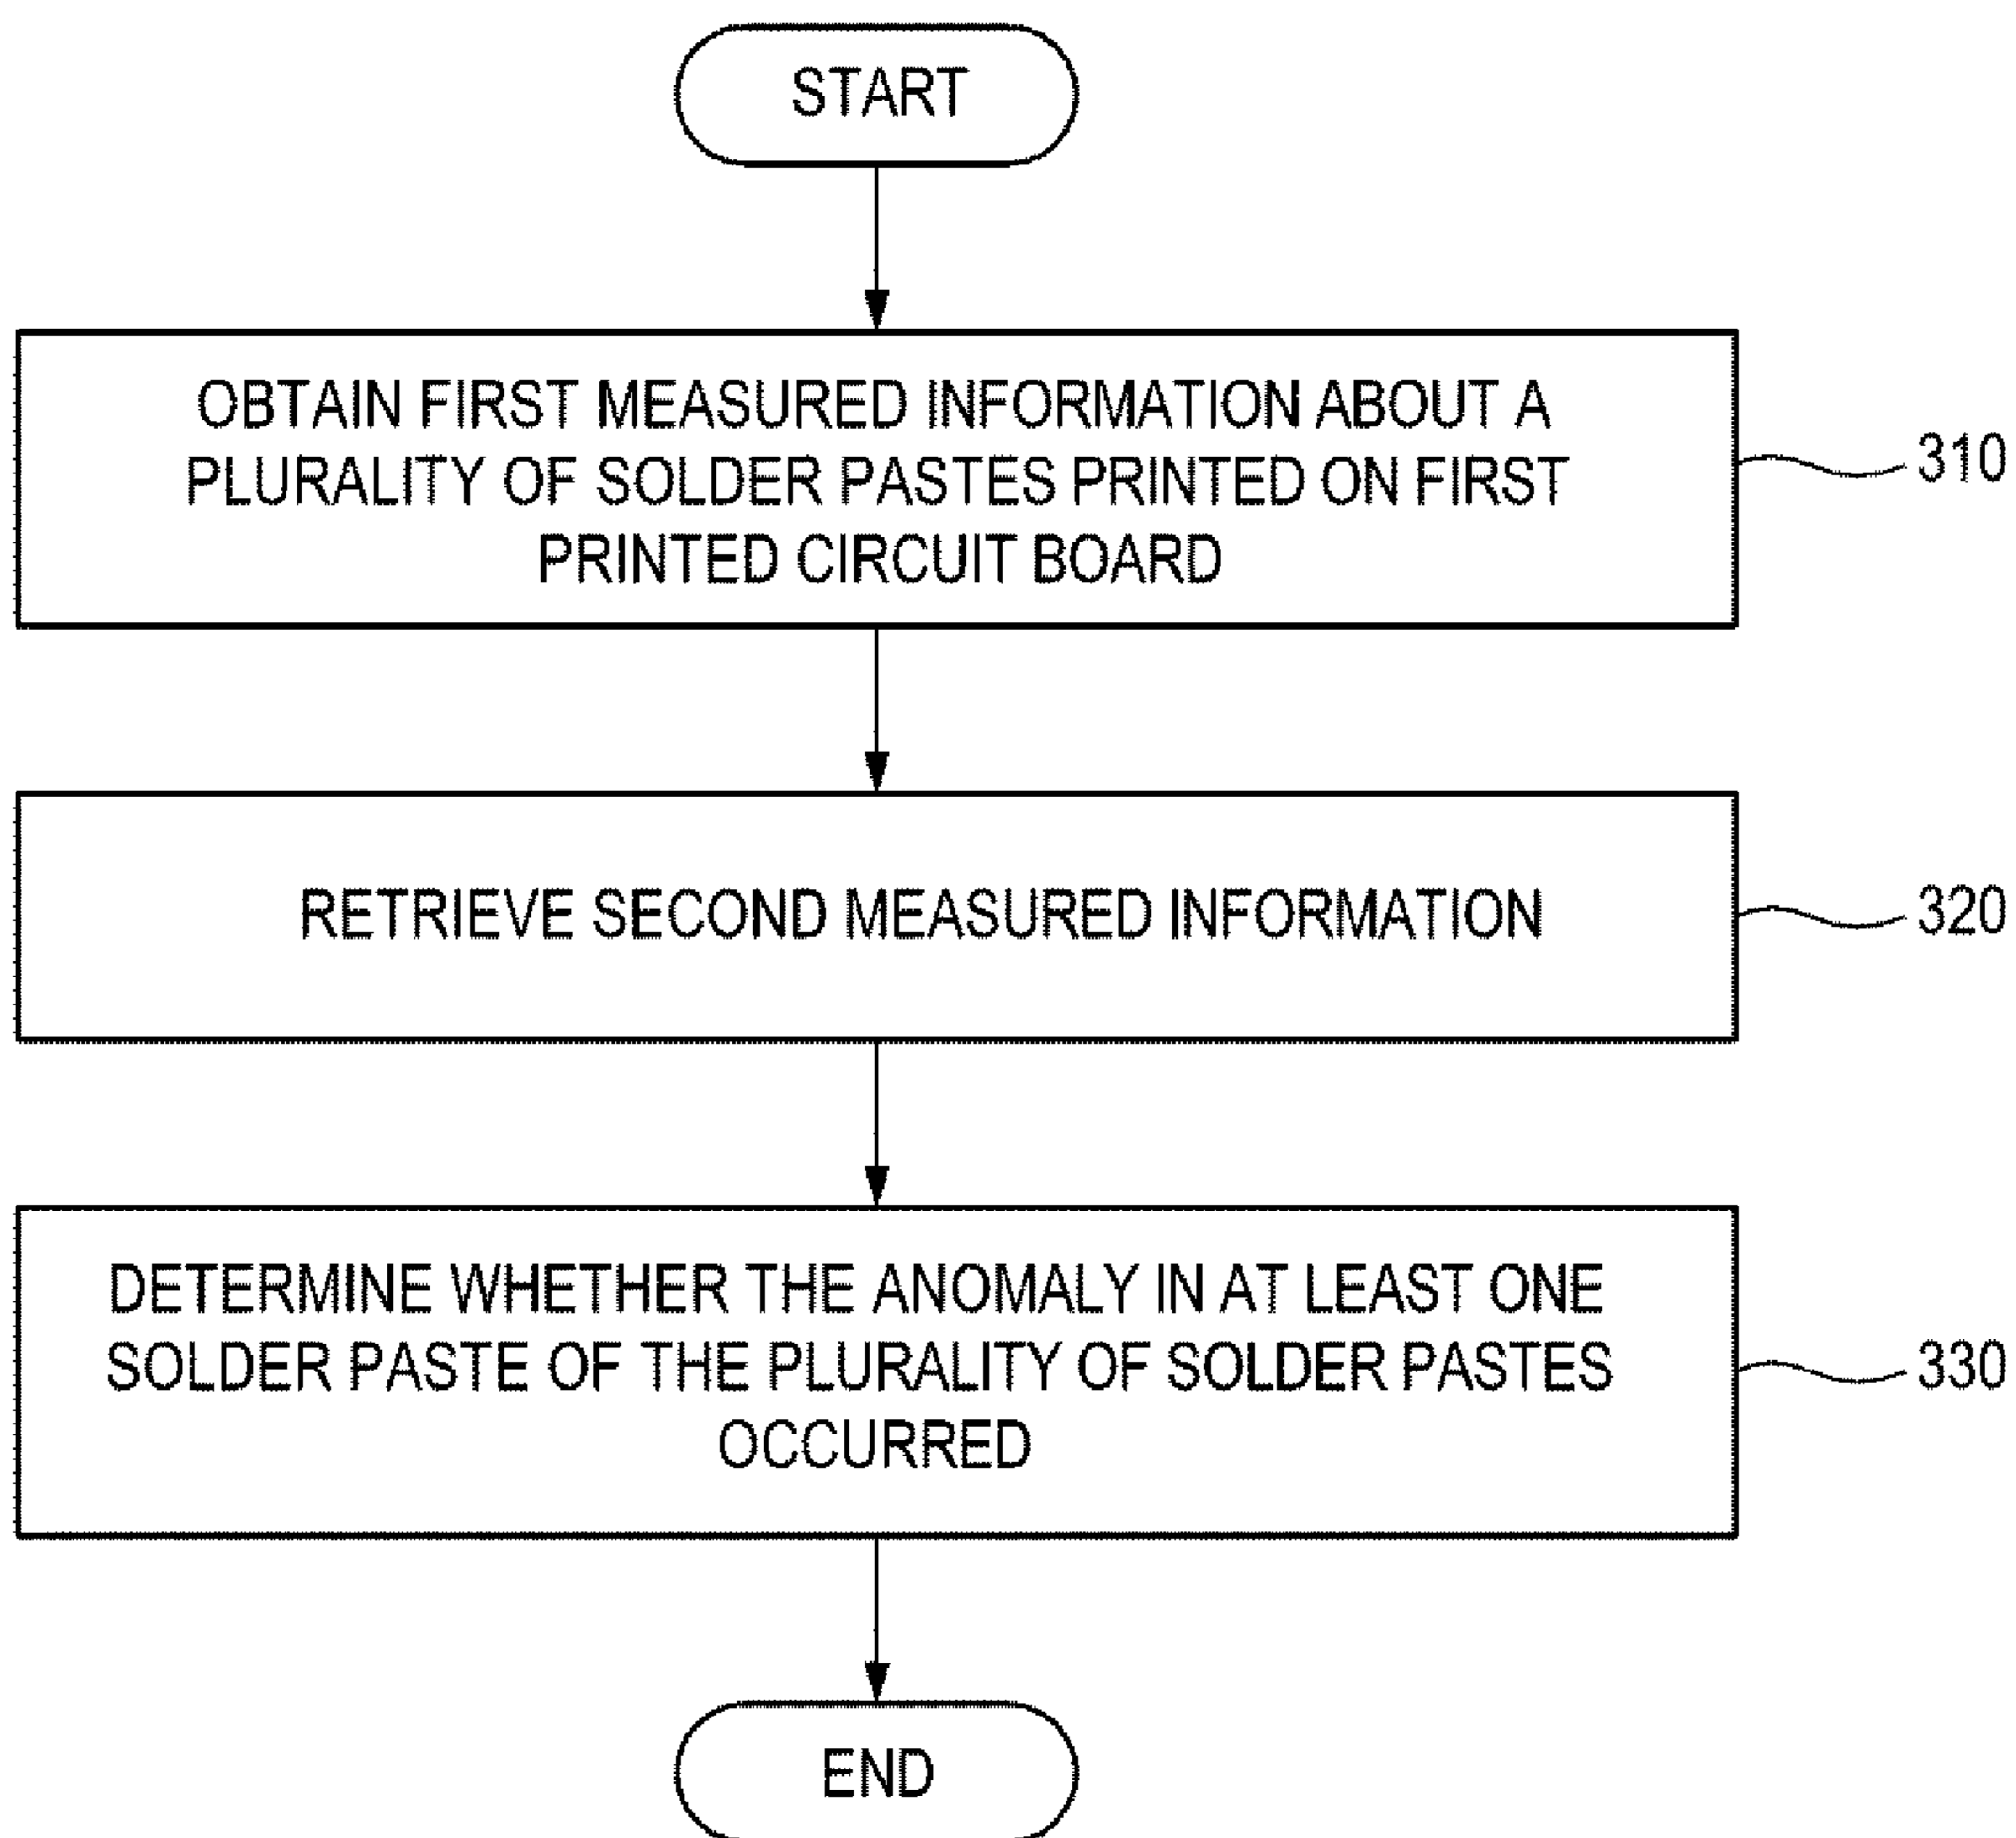 START
OBTAIN FIRST MEASURED INFORMATION ABOUT A
PLURALITY OF SOLDER PASTES PRINTED ON FIRST
PRINTED CIRCUIT BOARD
310
RETRIEVE SECOND MEASURED INFORMATION
320
DETERMINE WHETHER THE ANOMALY IN AT LEAST ONE
SOLDER PASTE OF THE PLURALITY OF SOLDER PASTES
OCCURRED
330
END